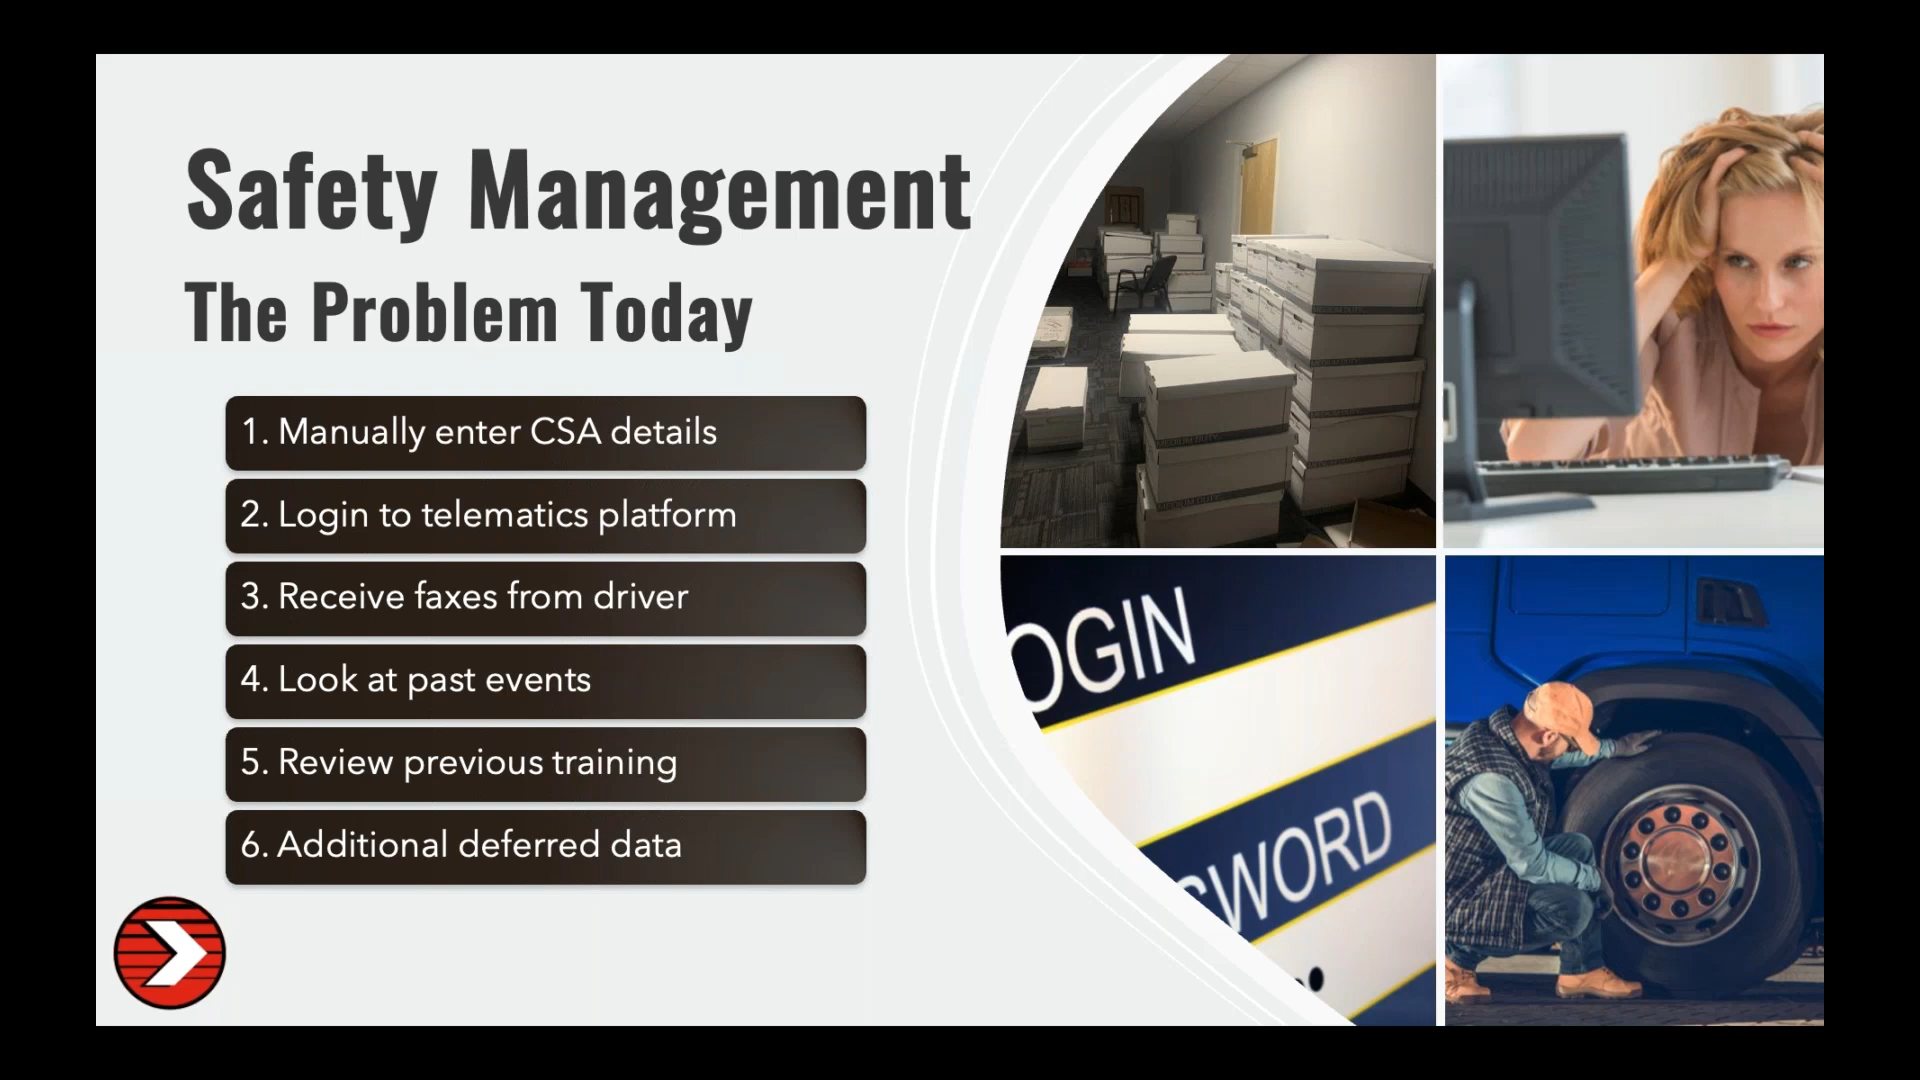 Safety Management
The Problem Today
1. Manually enter CSA details
2. Login to telematics platform
3. Receive faxes from driver
4. Look at past events
5. Review previous training
6. Additional deferred data
OGIN
SWORD